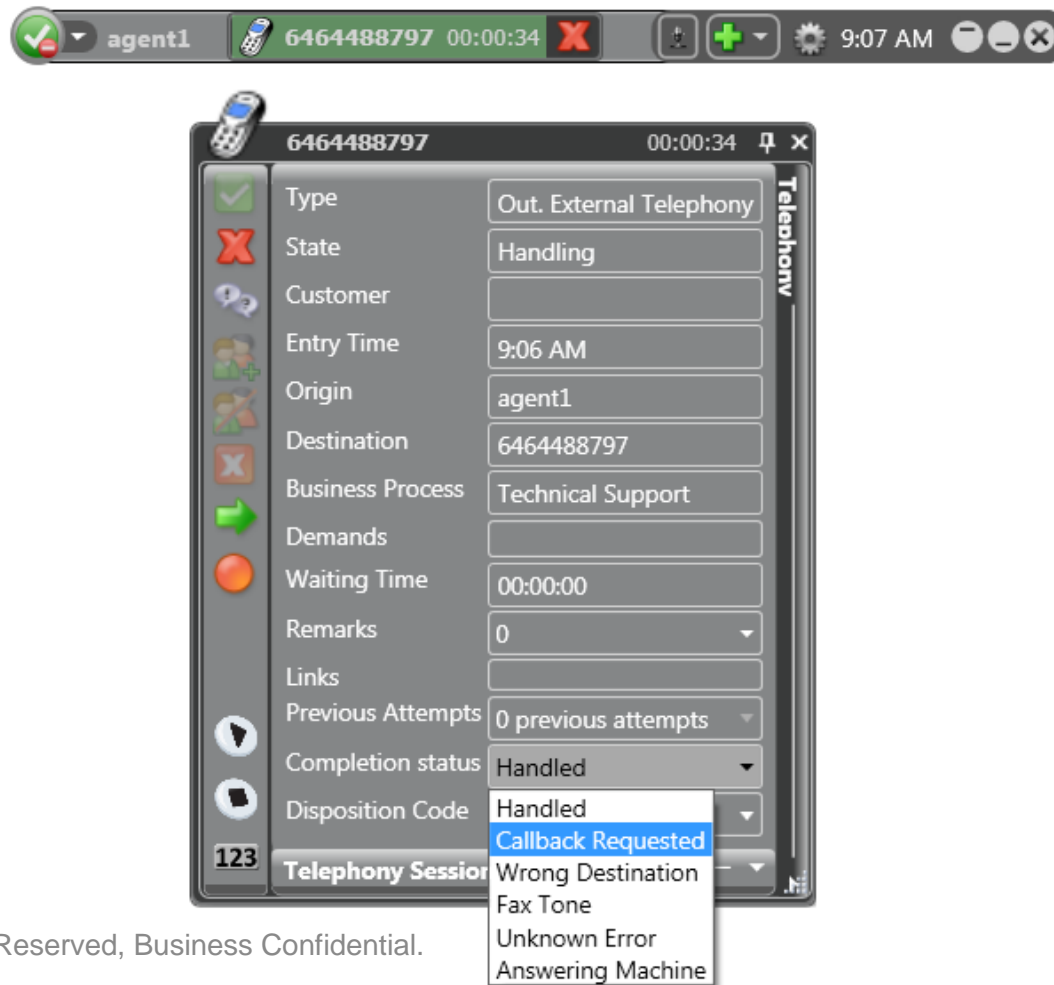 agent1 6464488797 00:00:34 9:07 AM
6464488797 00:00:34
Telephony
Type Out. External Telephony
State Handling
Customer
Entry Time 9:06 AM
Origin agent1
Destination 6464488797
Business Process Technical Support
Demands
Waiting Time 00:00:00
Remarks 0
Links
Previous Attempts 0 previous attempts
Completion status Handled
Disposition Code Handled
Callback Requested
123 Telephony Session Wrong Destination
Fax Tone
Reserved, Business Confidential. Unknown Error
Answering Machine